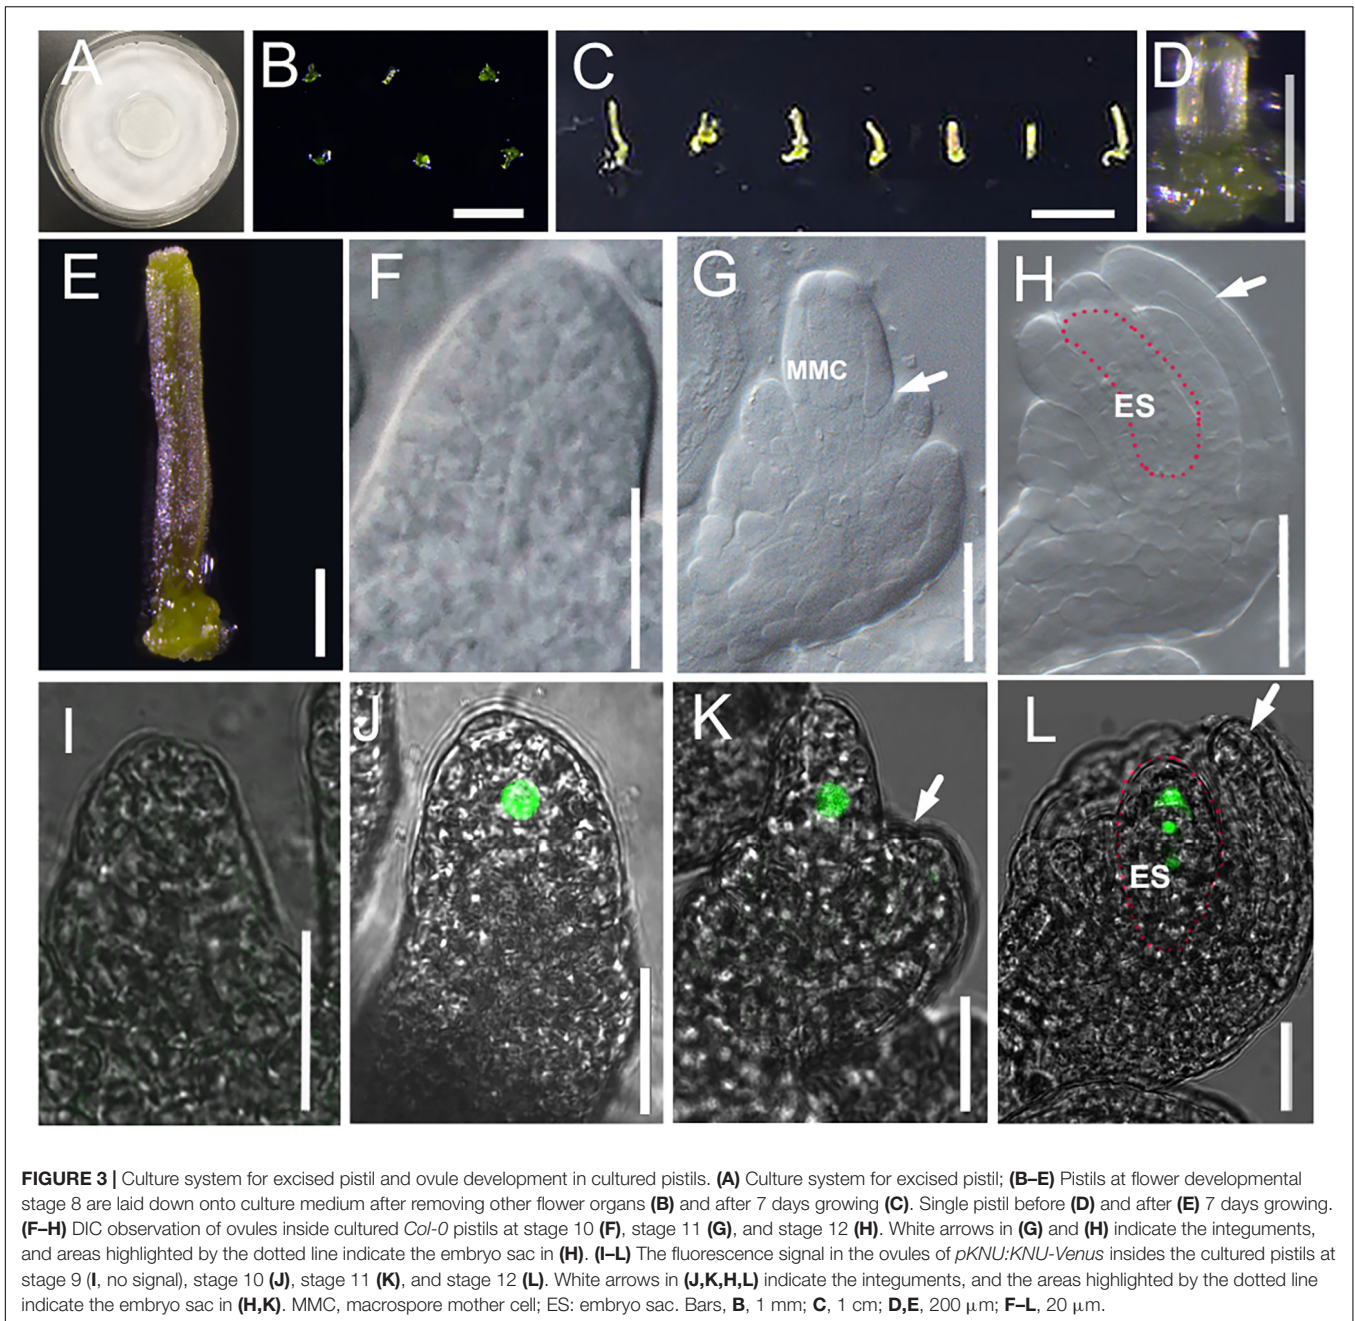 A
B
C
D
E
F
G
MMC
H
ES
I
J
K
L
ES
FIGURE 3 | Culture system for excised pistil and ovule development in cultured pistils. (A) Culture system for excised pistil; (B–E) Pistils at flower developmental
stage 8 are laid down onto culture medium after removing other flower organs (B) and after 7 days growing (C). Single pistil before (D) and after (E) 7 days growing.
(F–H) DIC observation of ovules inside cultured Col-0 pistils at stage 10 (F), stage 11 (G), and stage 12 (H). White arrows in (G) and (H) indicate the integuments,
and areas highlighted by the dotted line indicate the embryo sac in (H). (I–L) The fluorescence signal in the ovules of pKNU:KNU-Venus insides the cultured pistils at
stage 9 (I, no signal), stage 10 (J), stage 11 (K), and stage 12 (L). White arrows in (J,K,H,L) indicate the integuments, and the areas highlighted by the dotted line
indicate the embryo sac in (H,K). MMC, macrospore mother cell; ES: embryo sac. Bars, B, 1 mm; C, 1 cm; D,E, 200 μm; F–L, 20 μm.